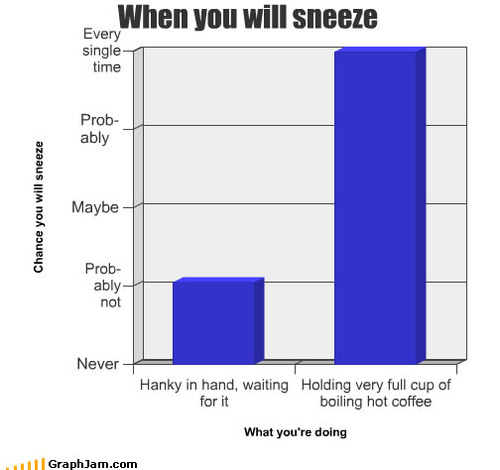 When you will sneeze
Every
single
time
Prob-
ably
Maybe
Prob-
ably
not
Never
Chance you will sneeze
Hanky in hand, waiting
for it
Holding very full cup of
boiling hot coffee
What you're doing
GraphJam.com